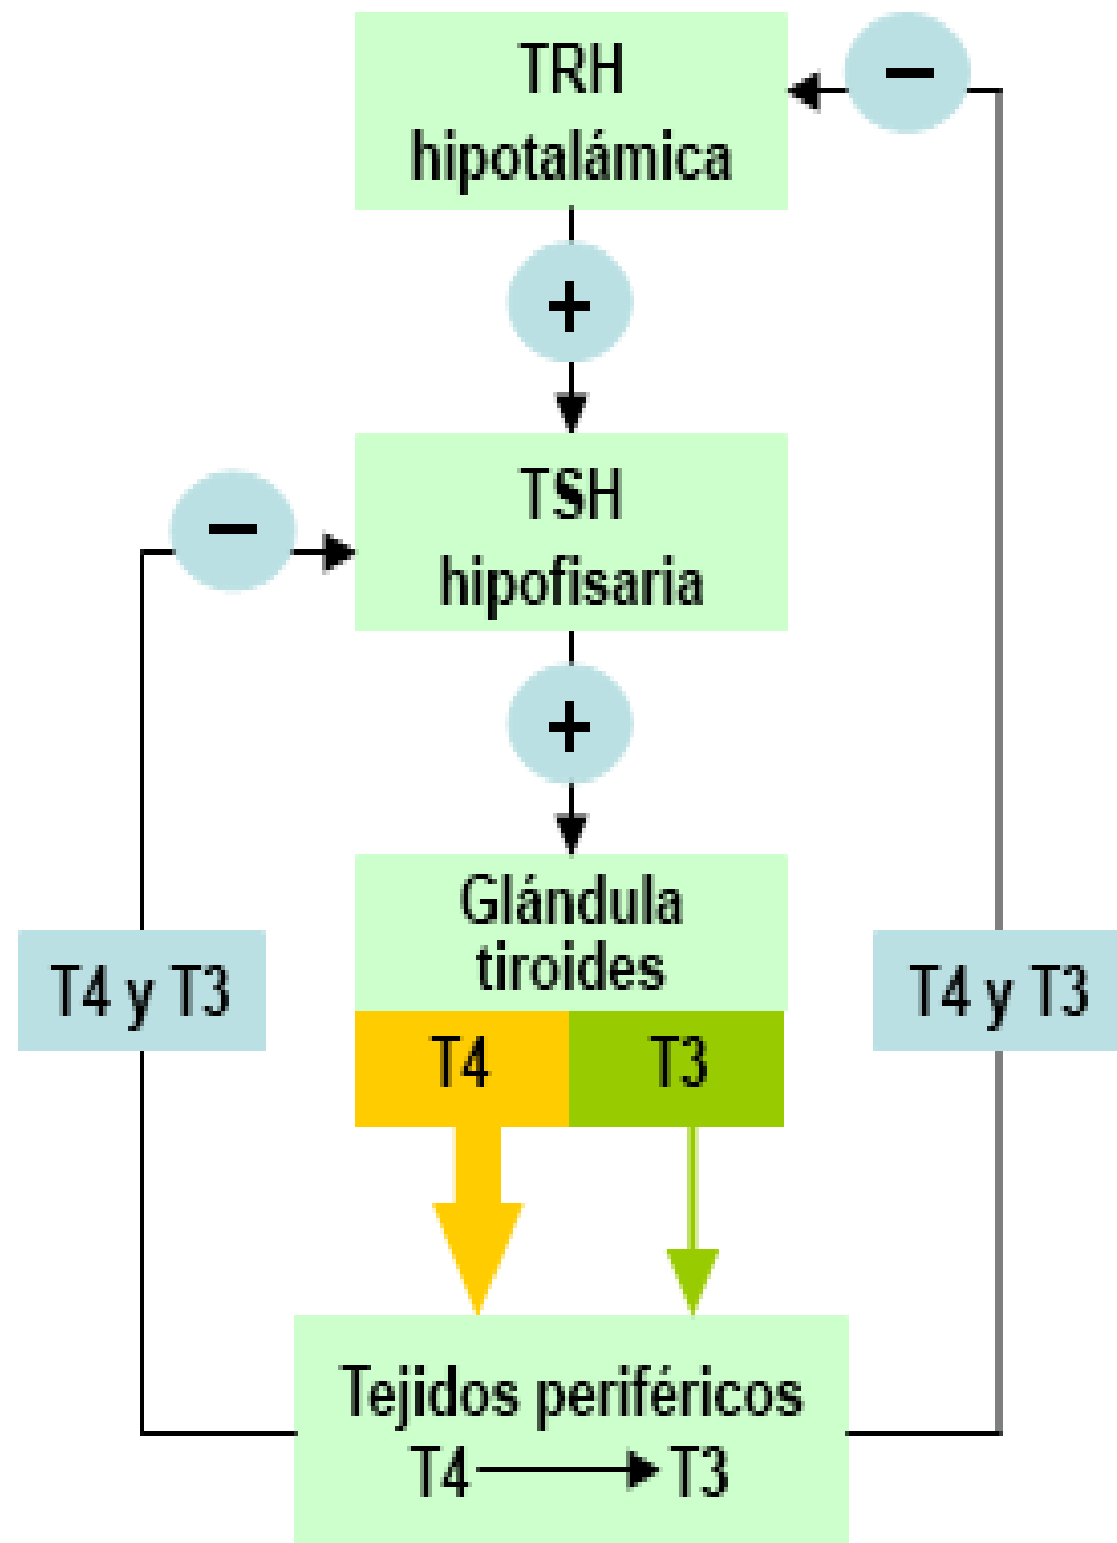 TRH
hipotalámica
−
+
TSH
hipofisaria
−
+
Glándula
tiroides
T4 y T3
T4 y T3
T4
T3
Tejidos periféricos
T4 → T3